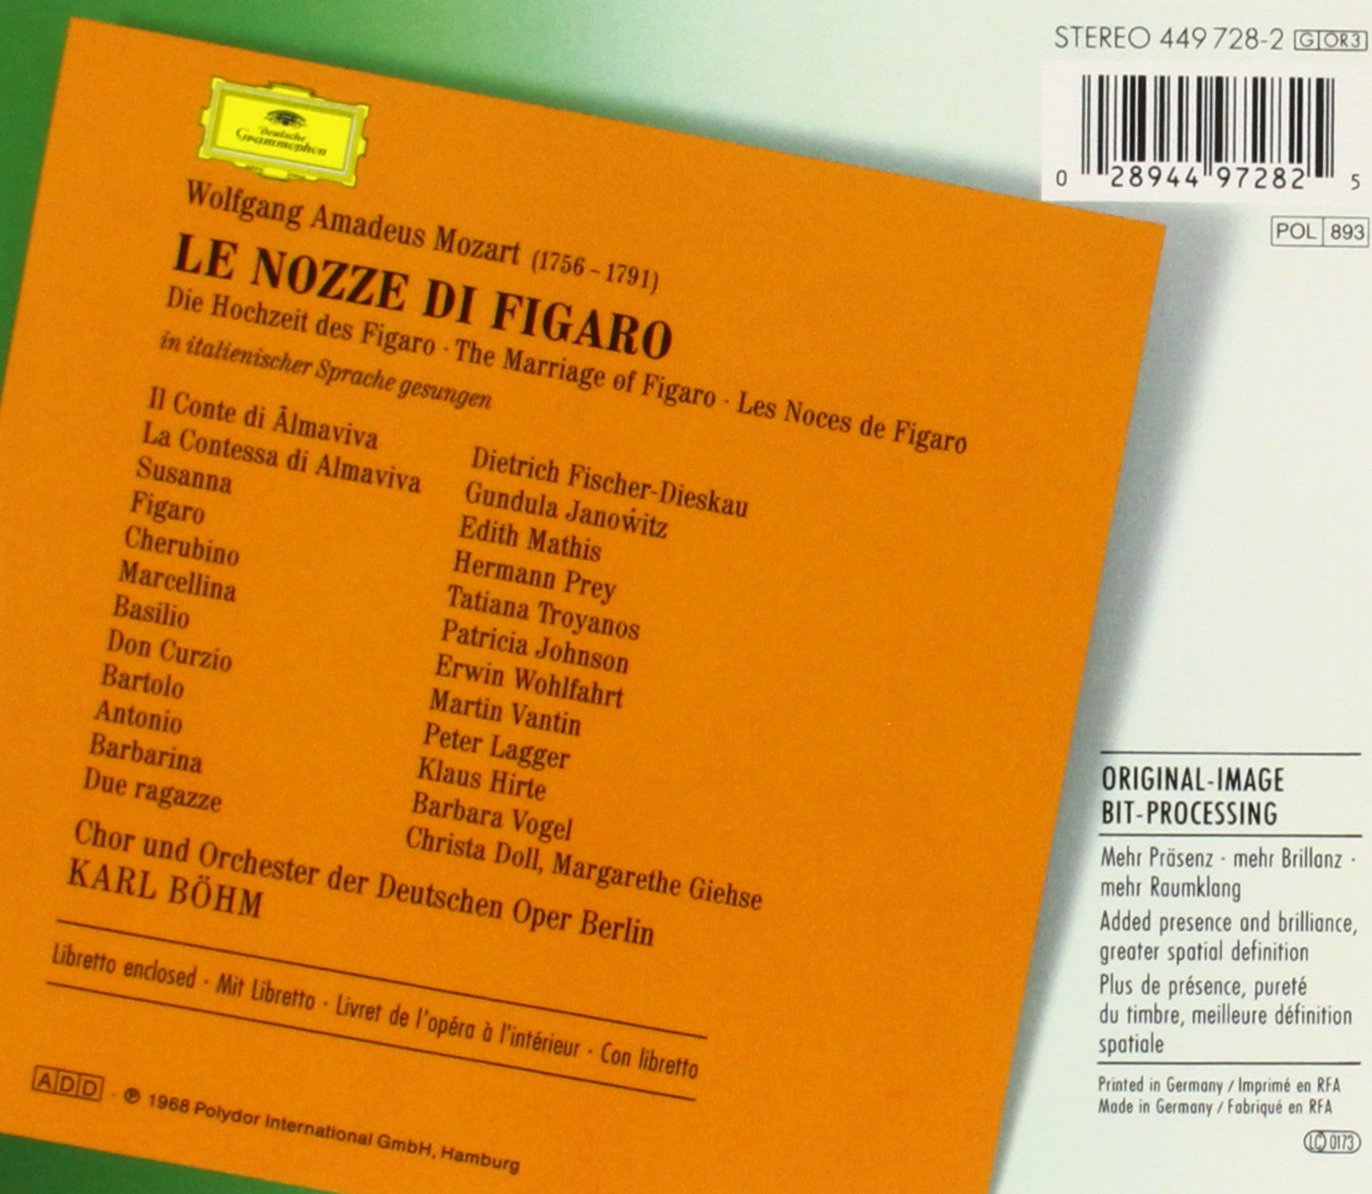 STEREO 449 728-2 G OR3
0 28944 97282 5
POL 893
Deutsche
Grammophon
Wolfgang Amadeus Mozart (1756 – 1791)
LE NOZZE DI FIGARO
Die Hochzeit des Figaro · The Marriage of Figaro · Les Noces de Figaro
in italienischer Sprache gesungen
Il Conte di Almaviva Dietrich Fischer-Dieskau
La Contessa di Almaviva Gundula Janowitz
Susanna Edith Mathis
Figaro Hermann Prey
Cherubino Tatiana Troyanos
Marcellina Patricia Johnson
Basilio Erwin Wohlfahrt
Don Curzio Martin Vantin
Bartolo Peter Lagger
Antonio Klaus Hirte
Barbarina Barbara Vogel
Due ragazze Christa Doll, Margarethe Giehse
Chor und Orchester der Deutschen Oper Berlin
KARL BÖHM
Libretto enclosed · Mit Libretto · Livret de l'opéra à l'intérieur · Con libretto
ADD · ℗ 1968 Polydor International GmbH, Hamburg
ORIGINAL-IMAGE
BIT-PROCESSING
Mehr Präsenz · mehr Brillanz ·
mehr Raumklang
Added presence and brilliance,
greater spatial definition
Plus de présence, pureté
du timbre, meilleure définition
spatiale
Printed in Germany / Imprimé en RFA
Made in Germany / Fabriqué en RFA
LC 0173